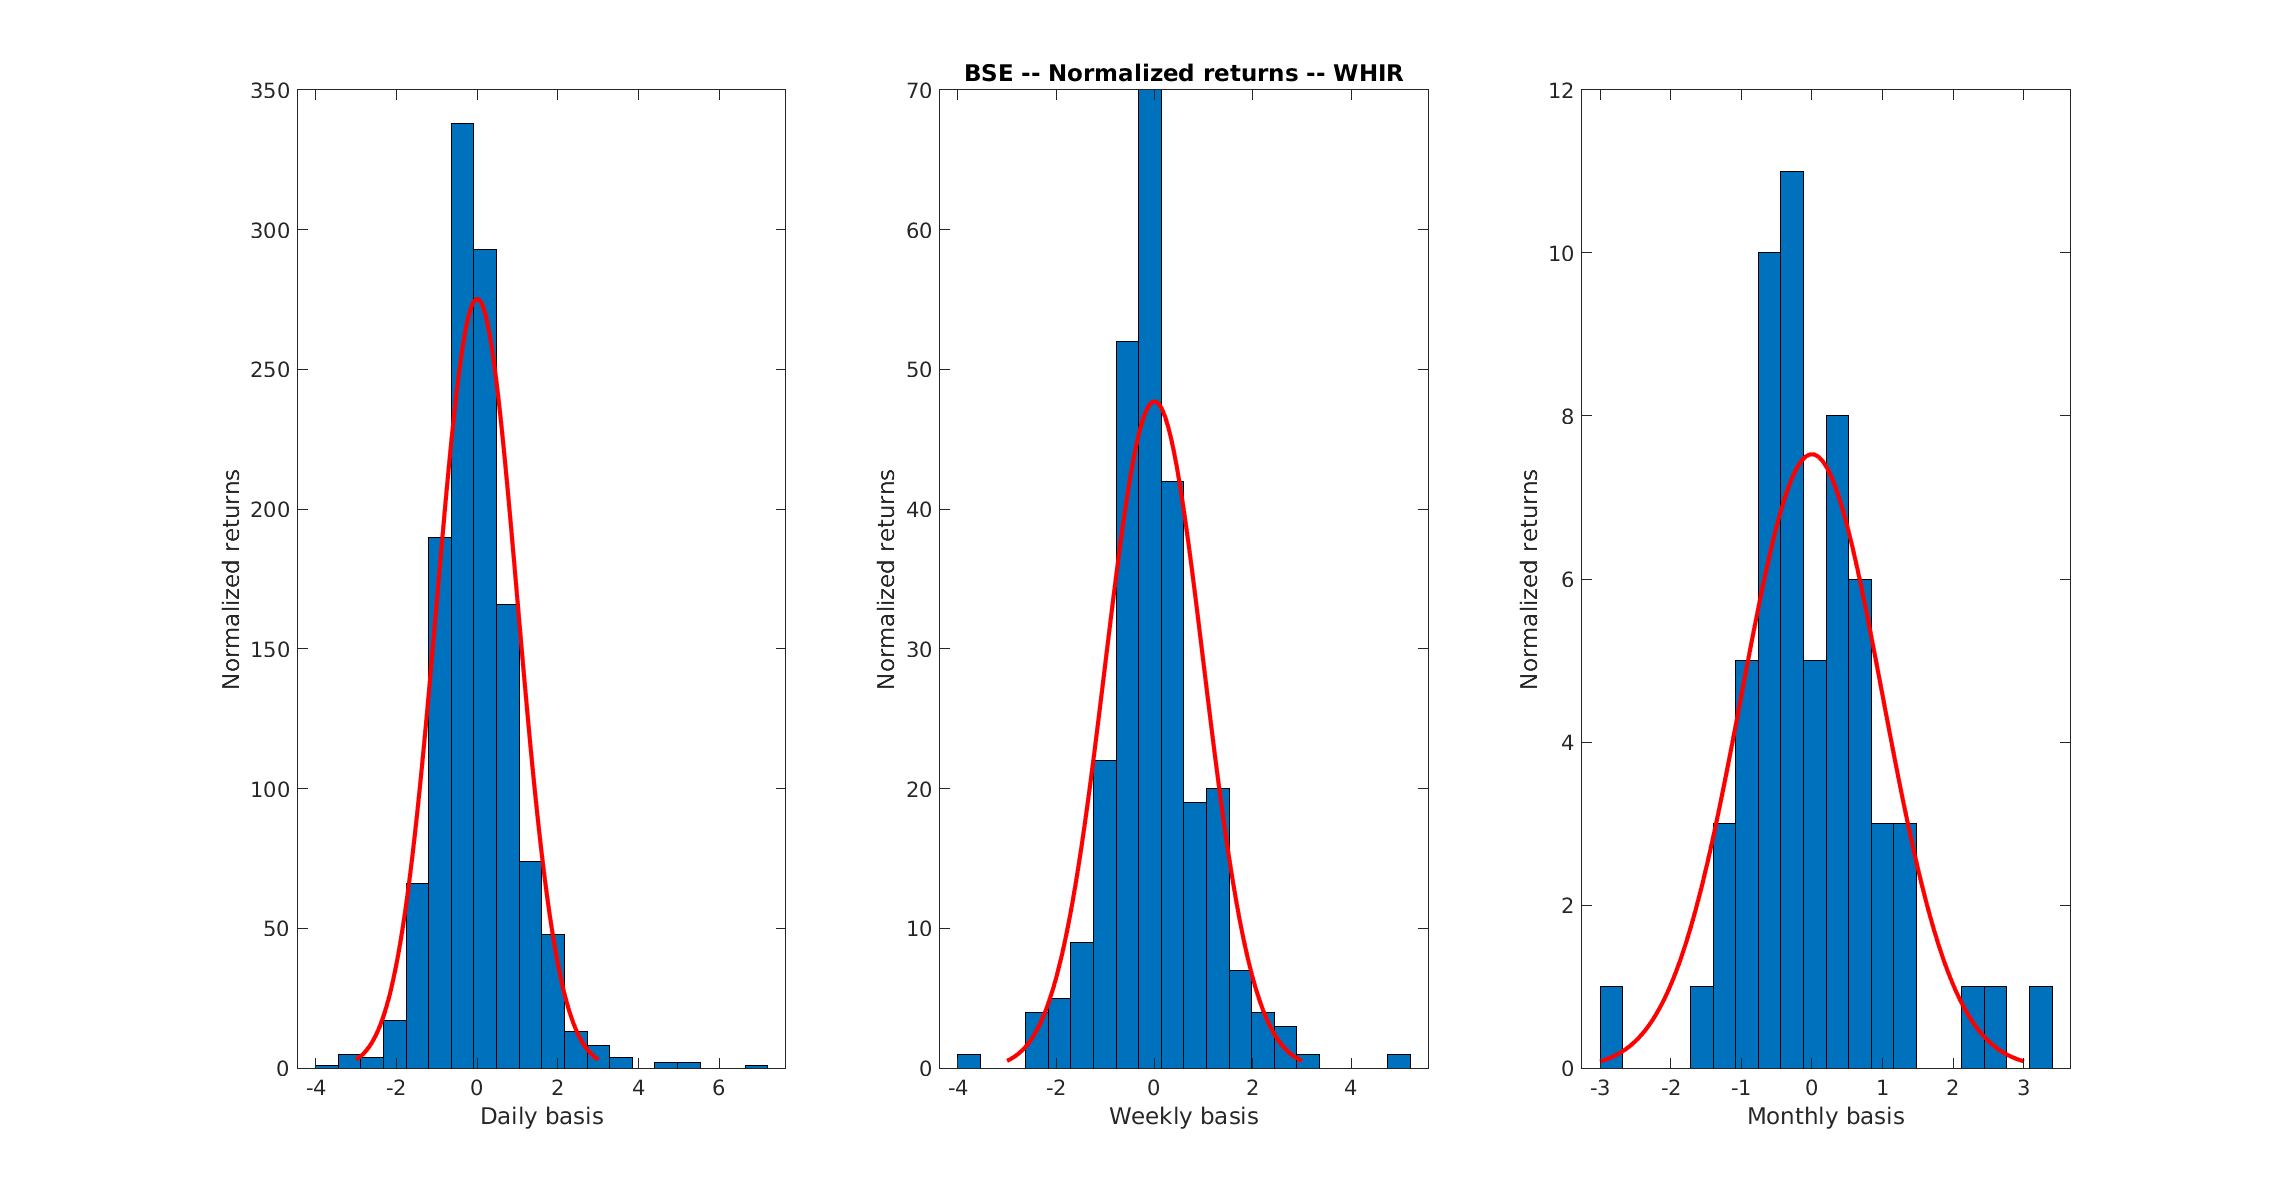 BSE -- Normalized returns -- WHIR
350
300
250
200
150
100
50
0
Normalized returns
-4 -2 0 2 4 6
Daily basis
70
60
50
40
30
20
10
0
Normalized returns
-4 -2 0 2 4
Weekly basis
12
10
8
6
4
2
0
Normalized returns
-3 -2 -1 0 1 2 3
Monthly basis